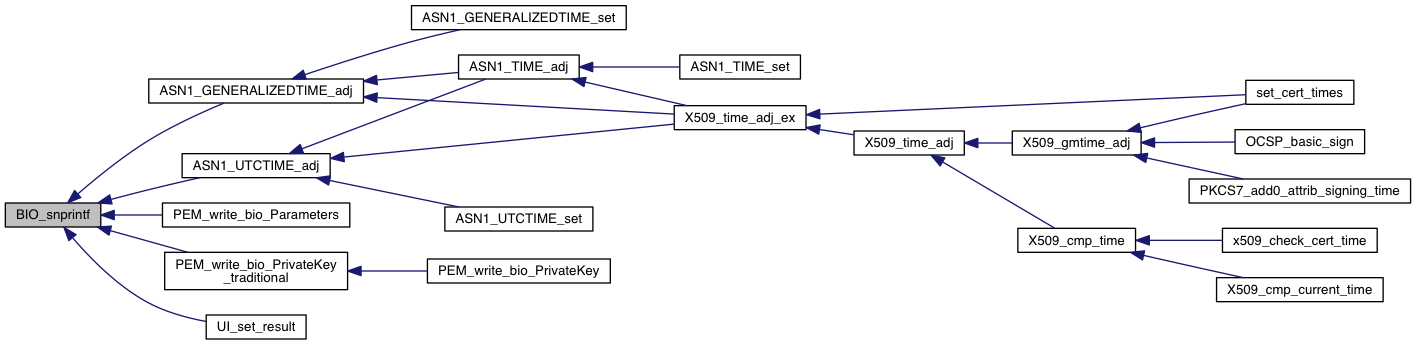 ASN1_GENERALIZEDTIME_set
ASN1_TIME_adj
ASN1_TIME_set
ASN1_GENERALIZEDTIME_adj
set_cert_times
X509_time_adj_ex
X509_time_adj
X509_gmtime_adj
OCSP_basic_sign
ASN1_UTCTIME_adj
PKCS7_add0_attrib_signing_time
BIO_snprintf
PEM_write_bio_Parameters
ASN1_UTCTIME_set
X509_cmp_time
x509_check_cert_time
PEM_write_bio_PrivateKey
_traditional
PEM_write_bio_PrivateKey
X509_cmp_current_time
UI_set_result